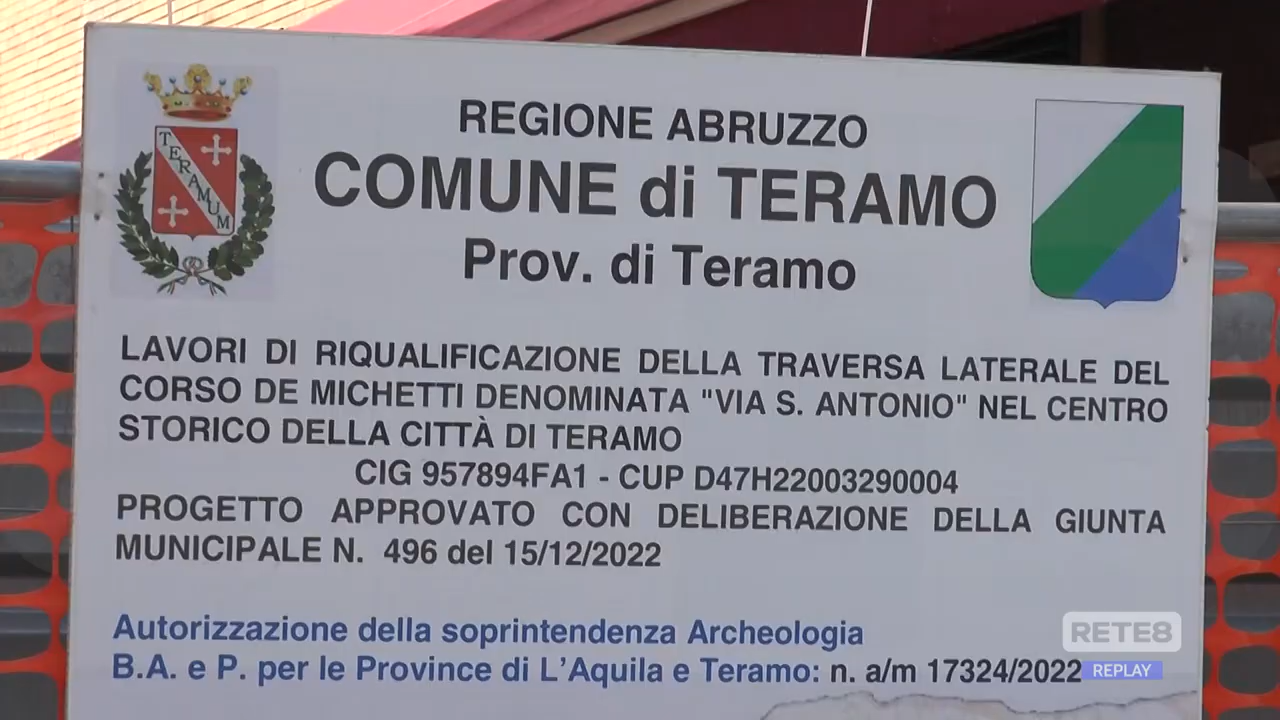 TERAMUM
REGIONE ABRUZZO
COMUNE di TERAMO
Prov. di Teramo
LAVORI DI RIQUALIFICAZIONE DELLA TRAVERSA LATERALE DEL
CORSO DE MICHETTI DENOMINATA "VIA S. ANTONIO" NEL CENTRO
STORICO DELLA CITTÀ DI TERAMO
CIG 957894FA1 - CUP D47H22003290004
PROGETTO APPROVATO CON DELIBERAZIONE DELLA GIUNTA
MUNICIPALE N. 496 del 15/12/2022
Autorizzazione della soprintendenza Archeologia
B.A. e P. per le Province di L'Aquila e Teramo: n. a/m 17324/2022
RETE8
REPLAY